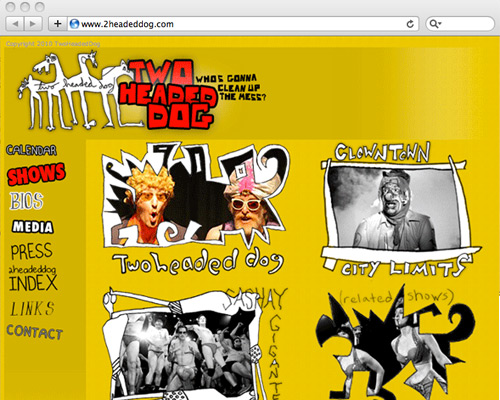 www.2headeddog.com
Copyright 2007 TwoHeadedDog
two headed dog
TWO
HEADED
DOG
WHO'S GONNA
CLEAN UP
THE MESS?
CALENDAR
SHOWS
BIOS
MEDIA
PRESS
2headeddog
INDEX
LINKS
CONTACT
Twoheaded dog
CLOWNTOWN
CITY LIMITS
SASHAY
GIGANTE
(related shows)